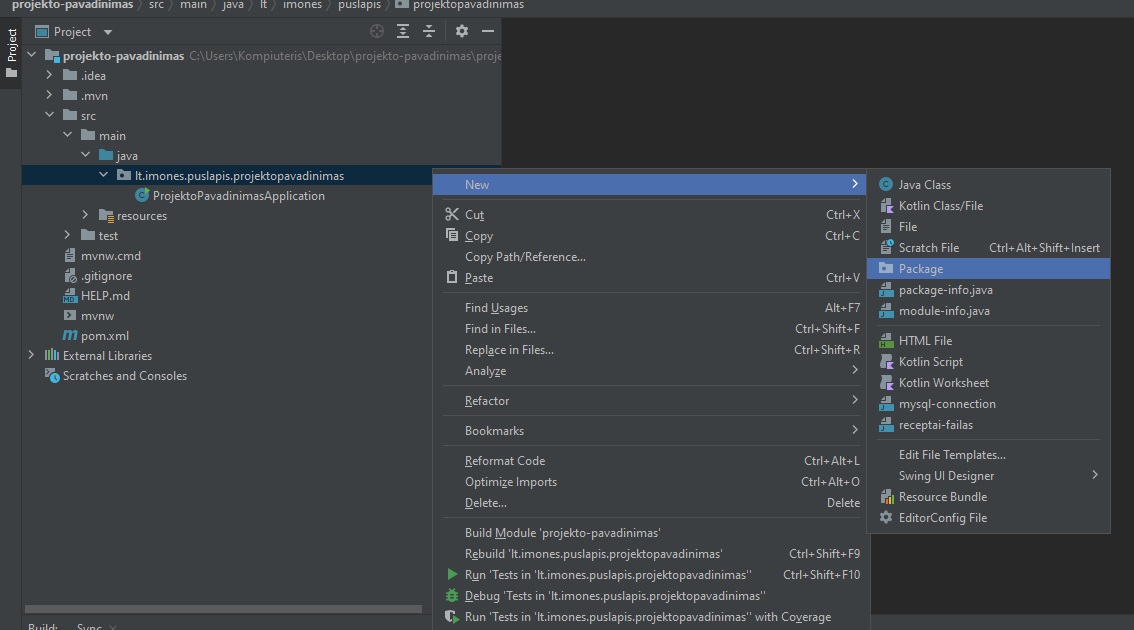 projekto-pavadinimas src main java lt imones puslapis projektopavadinimas
Project
Project
projekto-pavadinimas C:\Users\Kompiuteris\Desktop\projekto-pavadinimas\proje
.idea
.mvn
src
main
java
lt.imones.puslapis.projektopavadinimas
ProjektoPavadinimasApplication
resources
test
mvnw.cmd
.gitignore
HELP.md
mvnw
pom.xml
External Libraries
Scratches and Consoles
New
Cut Ctrl+X
Copy Ctrl+C
Copy Path/Reference...
Paste Ctrl+V
Find Usages Alt+F7
Find in Files... Ctrl+Shift+F
Replace in Files... Ctrl+Shift+R
Analyze
Refactor
Bookmarks
Reformat Code Ctrl+Alt+L
Optimize Imports Ctrl+Alt+O
Delete... Delete
Build Module 'projekto-pavadinimas'
Rebuild 'lt.imones.puslapis.projektopavadinimas' Ctrl+Shift+F9
Run 'Tests in 'lt.imones.puslapis.projektopavadinimas'' Ctrl+Shift+F10
Debug 'Tests in 'lt.imones.puslapis.projektopavadinimas''
Run 'Tests in 'lt.imones.puslapis.projektopavadinimas'' with Coverage
Java Class
Kotlin Class/File
File
Scratch File Ctrl+Alt+Shift+Insert
Package
package-info.java
module-info.java
HTML File
Kotlin Script
Kotlin Worksheet
mysql-connection
receptai-failas
Edit File Templates...
Swing UI Designer
Resource Bundle
EditorConfig File
Build: Sync